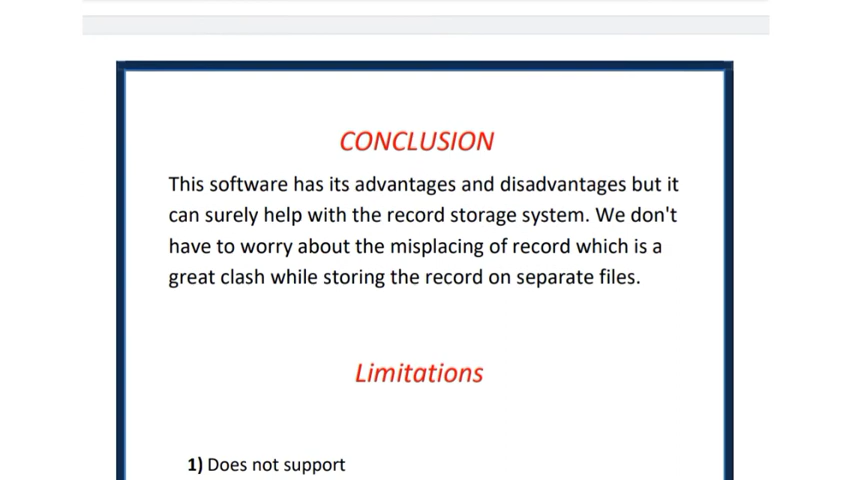 CONCLUSION
This software has its advantages and disadvantages but it
can surely help with the record storage system. We don't
have to worry about the misplacing of record which is a
great clash while storing the record on separate files.
Limitations
1) Does not support